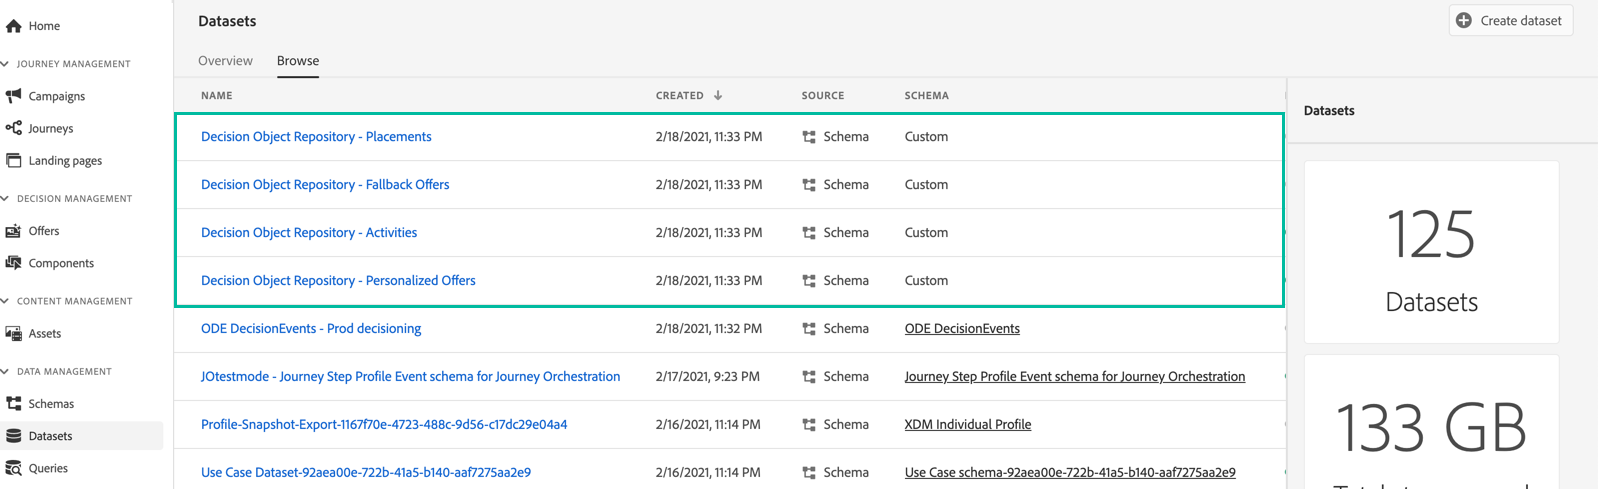 Home
JOURNEY MANAGEMENT
Campaigns
Journeys
Landing pages
DECISION MANAGEMENT
Offers
Components
CONTENT MANAGEMENT
Assets
DATA MANAGEMENT
Schemas
Datasets
Queries
Datasets
Create dataset
Overview Browse
NAME CREATED SOURCE SCHEMA
Decision Object Repository - Placements 2/18/2021, 11:33 PM Schema Custom
Decision Object Repository - Fallback Offers 2/18/2021, 11:33 PM Schema Custom
Decision Object Repository - Activities 2/18/2021, 11:33 PM Schema Custom
Decision Object Repository - Personalized Offers 2/18/2021, 11:33 PM Schema Custom
ODE DecisionEvents - Prod decisioning 2/18/2021, 11:32 PM Schema ODE DecisionEvents
JOtestmode - Journey Step Profile Event schema for Journey Orchestration 2/17/2021, 9:23 PM Schema Journey Step Profile Event schema for Journey Orchestration
Profile-Snapshot-Export-1167f70e-4723-488c-9d56-c17dc29e04a4 2/16/2021, 11:14 PM Schema XDM Individual Profile
Use Case Dataset-92aea00e-722b-41a5-b140-aaf7275aa2e9 2/16/2021, 11:14 PM Schema Use Case schema-92aea00e-722b-41a5-b140-aaf7275aa2e9
Datasets
125
Datasets
133 GB